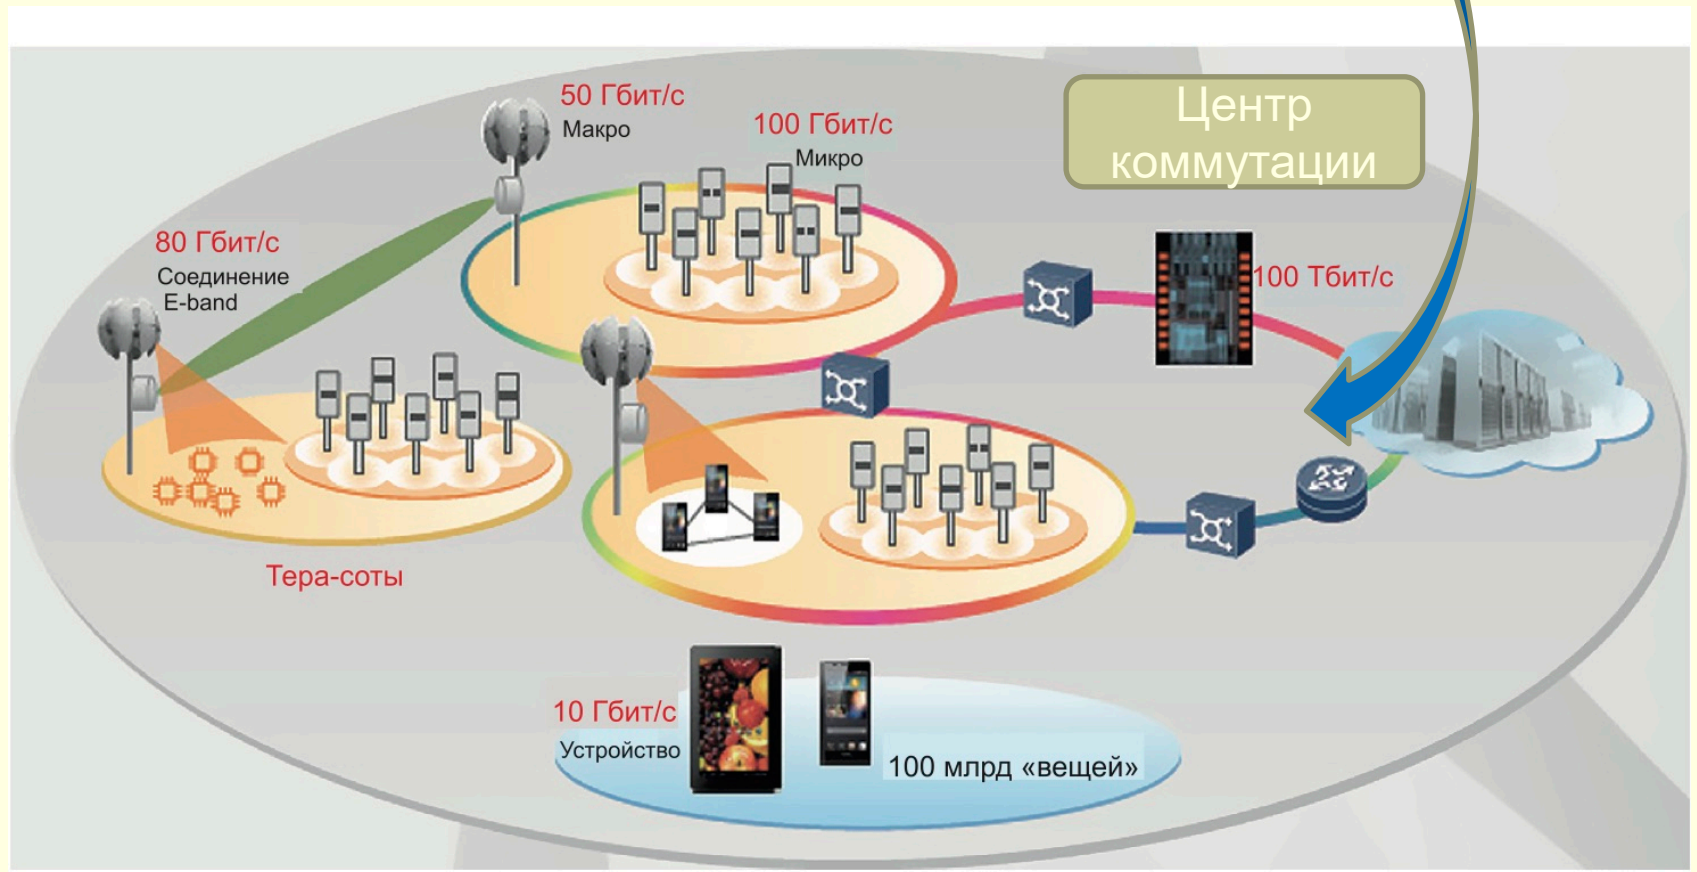 50 Гбит/с
Макро
100 Гбит/с
Микро
Центр
коммутации
80 Гбит/с
Соединение
E-band
100 Тбит/с
Тера-соты
10 Гбит/с
Устройство
100 млрд «вещей»